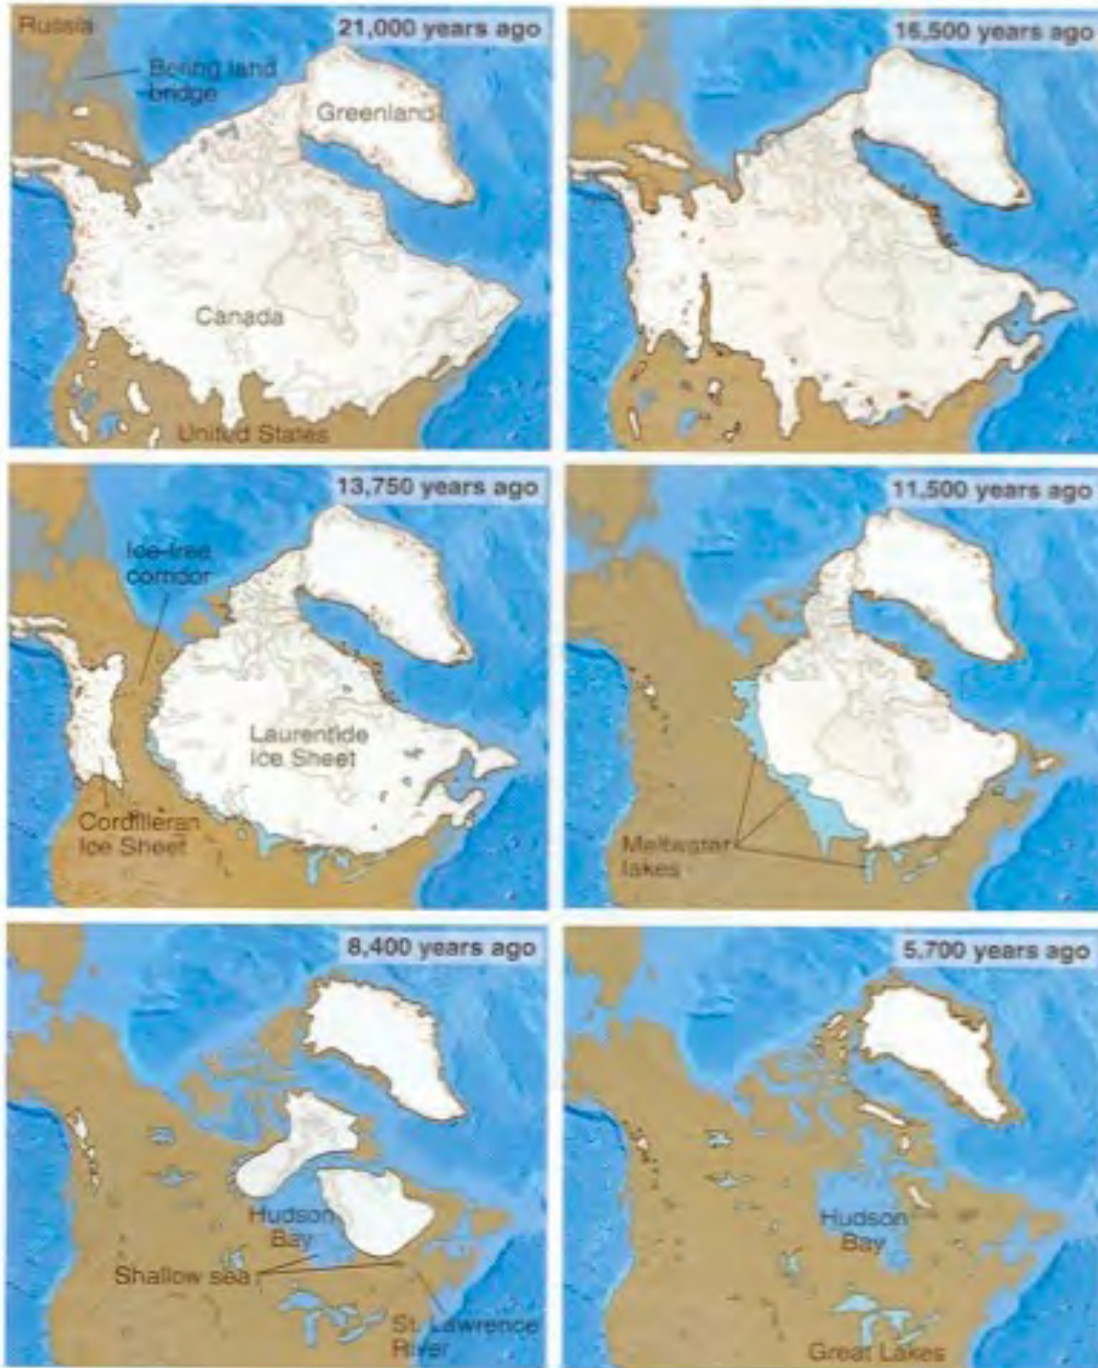 Russia
21,000 years ago
Bering land
bridge
Greenland
Canada
United States
16,500 years ago
13,750 years ago
Ice-free
corridor
Laurentide
Ice Sheet
Cordilleran
Ice Sheet
11,500 years ago
Meltwater
lakes
8,400 years ago
Hudson
Bay
Shallow sea
St. Lawrence
River
5,700 years ago
Hudson
Bay
Great Lakes